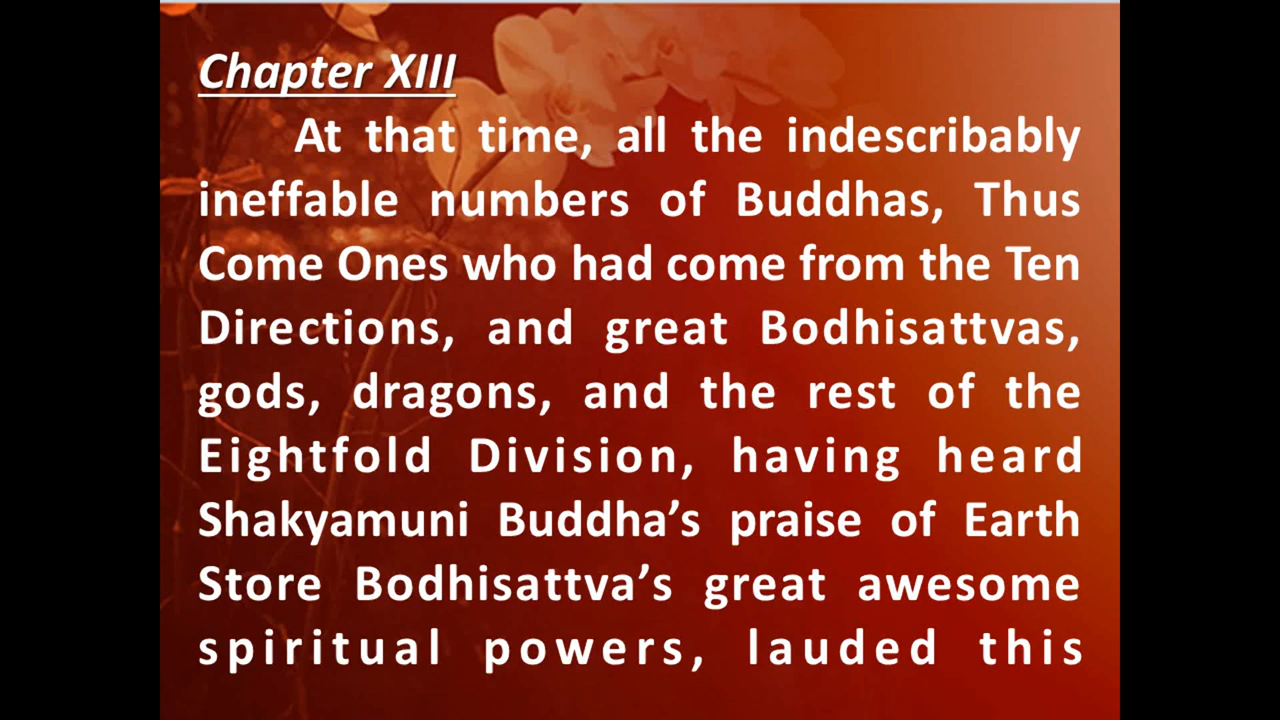 Chapter XIII
At that time, all the indescribably
ineffable numbers of Buddhas, Thus
Come Ones who had come from the Ten
Directions, and great Bodhisattvas,
gods, dragons, and the rest of the
Eightfold Division, having heard
Shakyamuni Buddha’s praise of Earth
Store Bodhisattva’s great awesome
spiritual powers, lauded this